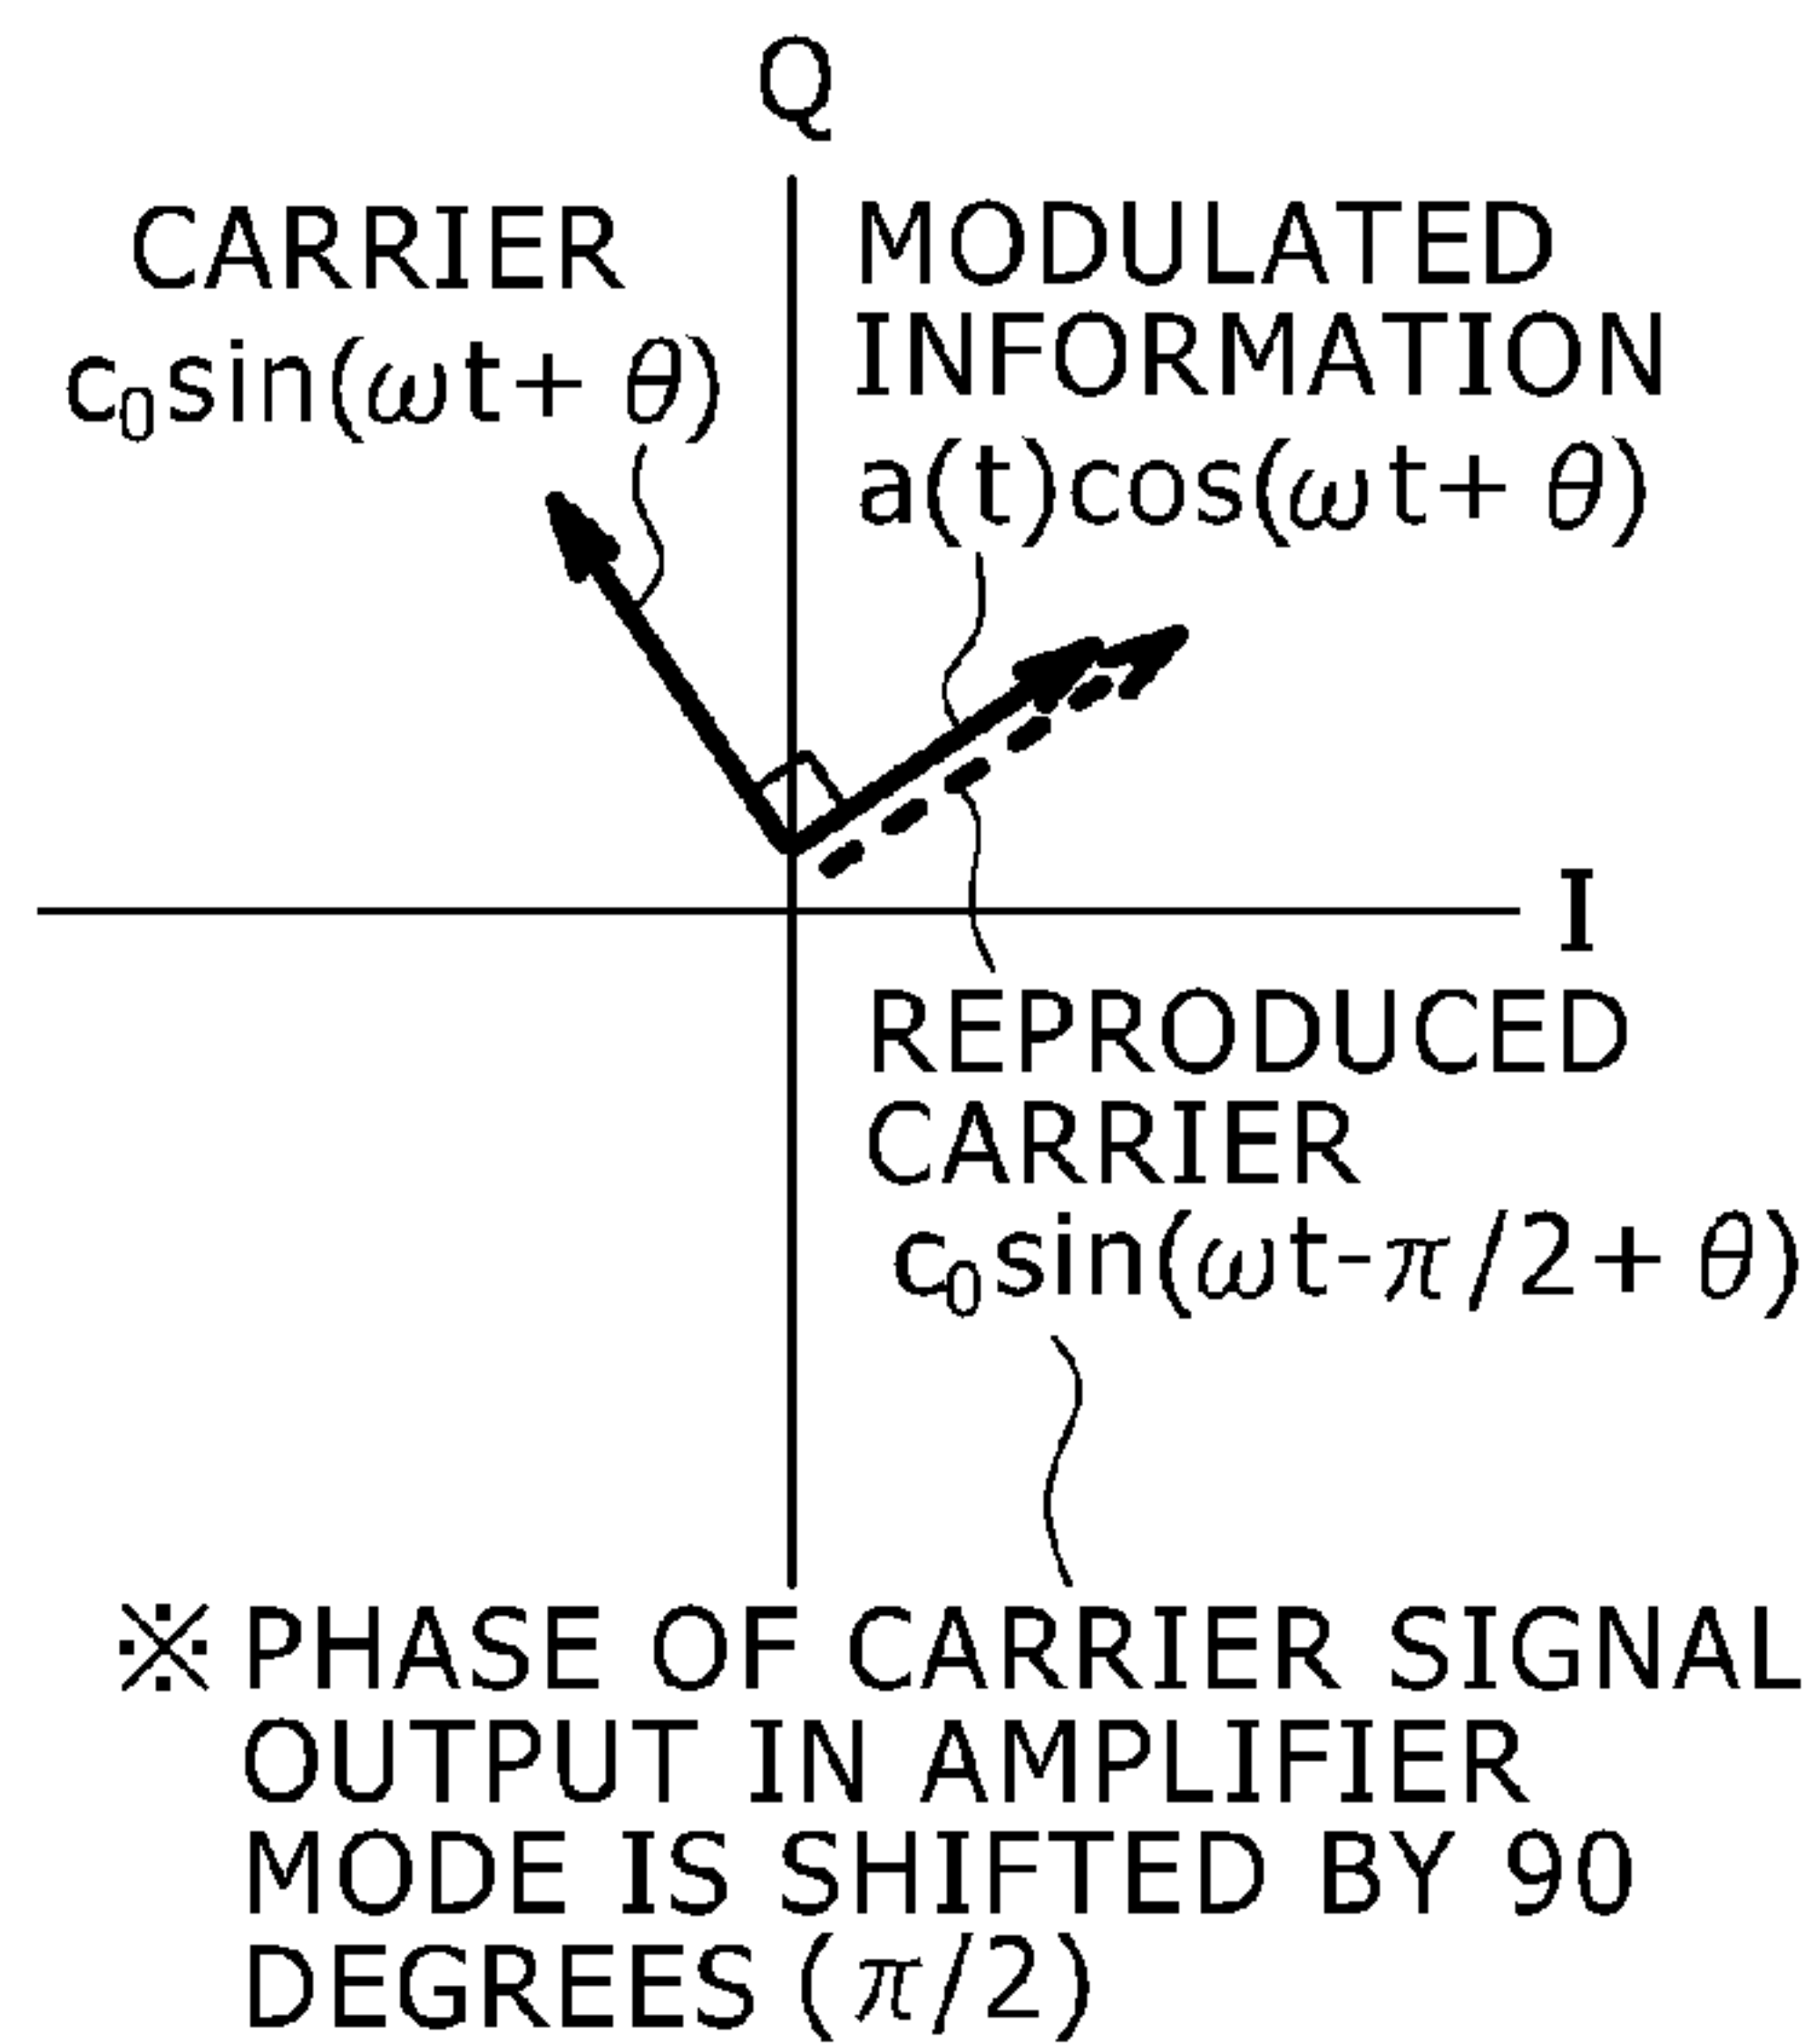 Q
CARRIER
c₀sin(ωt+ θ)
MODULATED
INFORMATION
a(t)cos(ωt+ θ)
I
REPRODUCED
CARRIER
c₀sin(ωt-π/2+ θ)
※ PHASE OF CARRIER SIGNAL
OUTPUT IN AMPLIFIER
MODE IS SHIFTED BY 90
DEGREES (π/2)